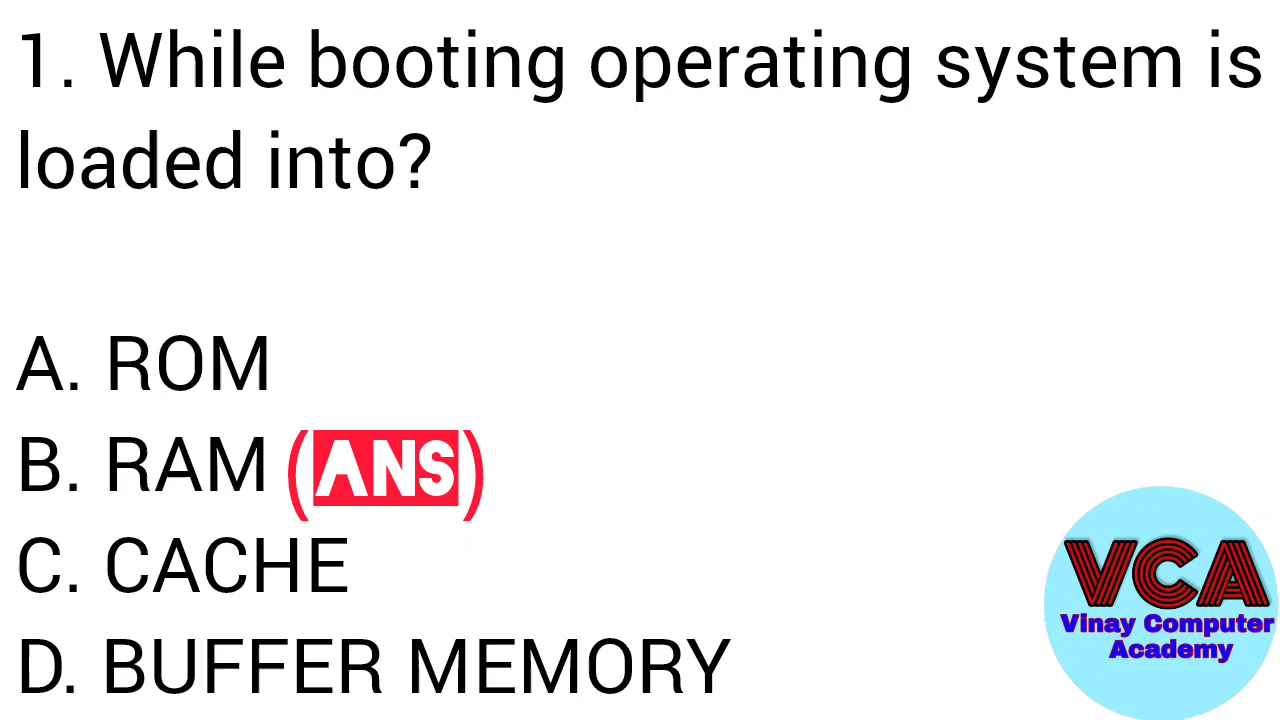 1. While booting operating system is
loaded into?
A. ROM
B. RAM (ANS)
C. CACHE
D. BUFFER MEMORY
VCA
Vinay Computer
Academy